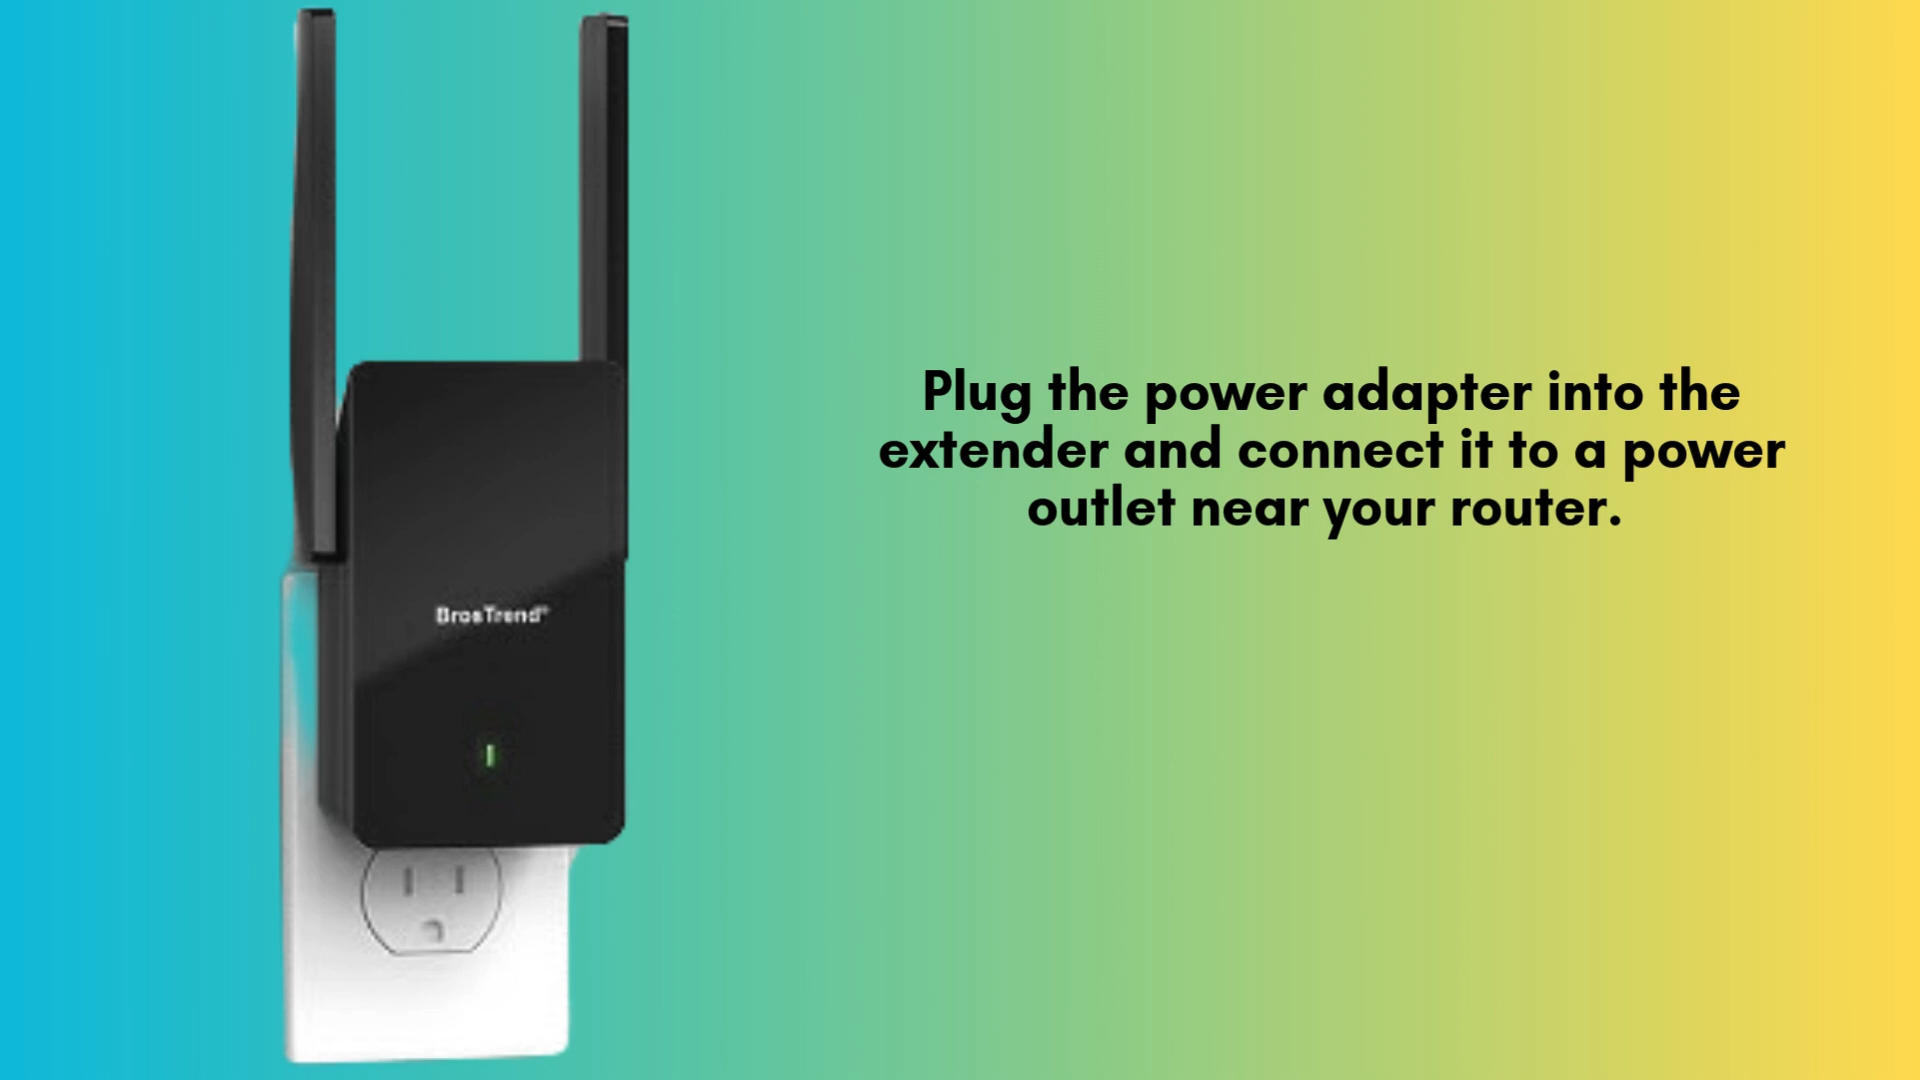 Plug the power adapter into the
extender and connect it to a power
outlet near your router.
BrosTrend®